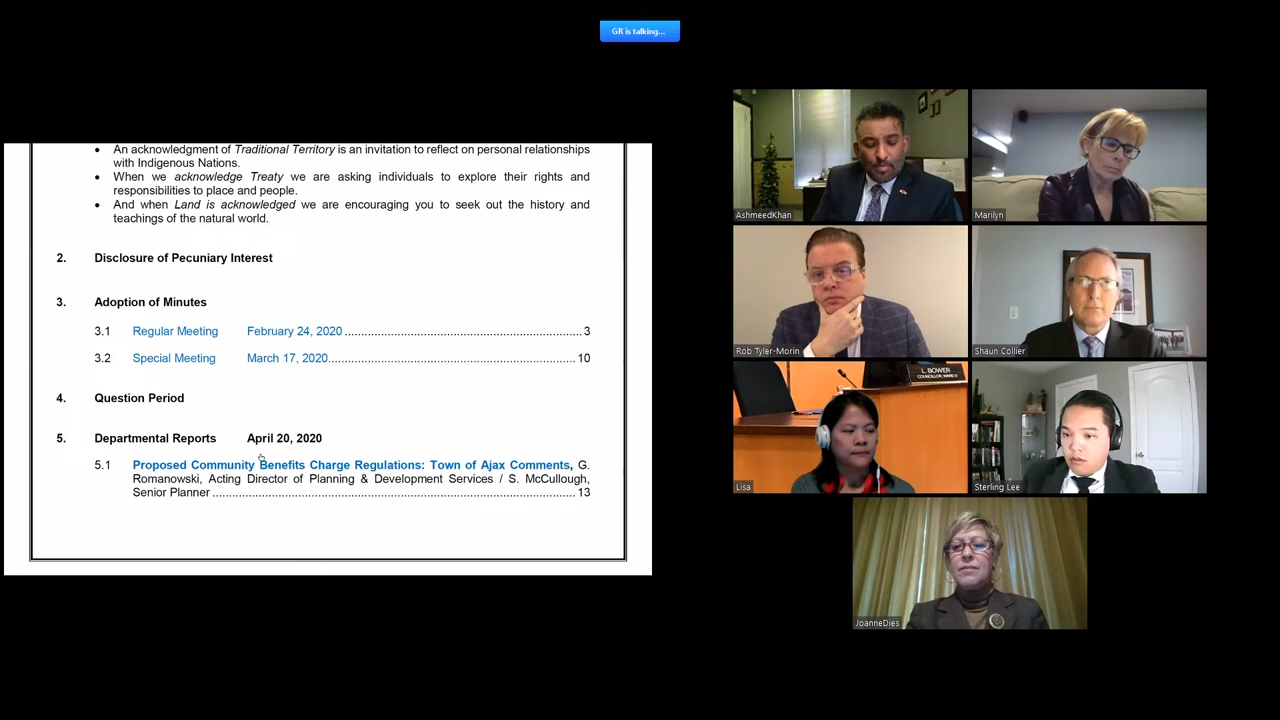 GR is talking...
• An acknowledgment of Traditional Territory is an invitation to reflect on personal relationships
with Indigenous Nations.
• When we acknowledge Treaty we are asking individuals to explore their rights and
responsibilities to place and people.
• And when Land is acknowledged we are encouraging you to seek out the history and
teachings of the natural world.
2. Disclosure of Pecuniary Interest
3. Adoption of Minutes
3.1 Regular Meeting February 24, 2020 ... 3
3.2 Special Meeting March 17, 2020 ... 10
4. Question Period
5. Departmental Reports April 20, 2020
5.1 Proposed Community Benefits Charge Regulations: Town of Ajax Comments, G.
Romanowski, Acting Director of Planning & Development Services / S. McCullough,
Senior Planner ... 13
AshmeedKhan
Marilyn
Rob Tyler-Morin
Shaun Collier
L. BOWER
COUNCILLOR, WARD 3
Lisa
Sterling Lee
JoanneDies